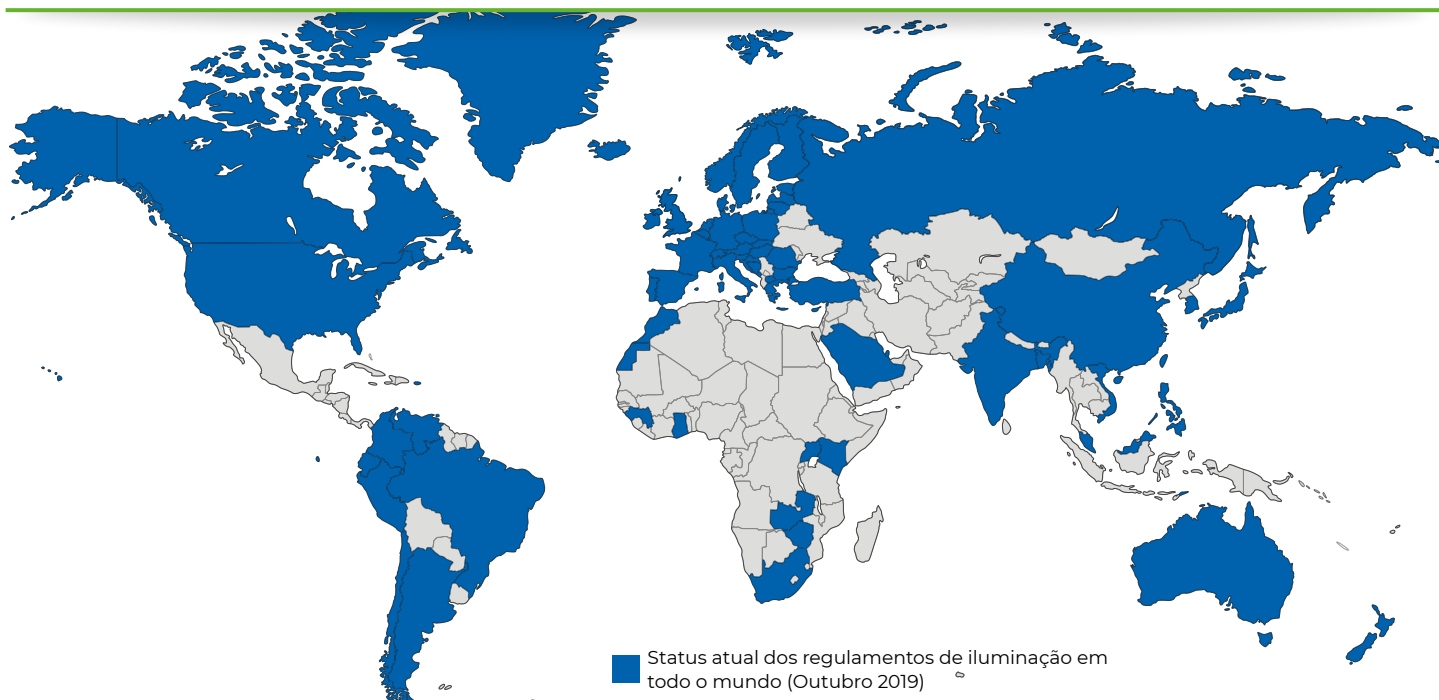 Status atual dos regulamentos de iluminação em
todo o mundo (Outubro 2019)